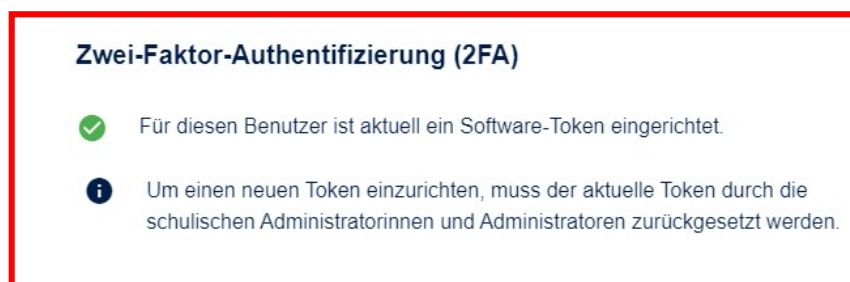 Zwei-Faktor-Authentifizierung (2FA)
Für diesen Benutzer ist aktuell ein Software-Token eingerichtet.
Um einen neuen Token einzurichten, muss der aktuelle Token durch die
schulischen Administratorinnen und Administratoren zurückgesetzt werden.